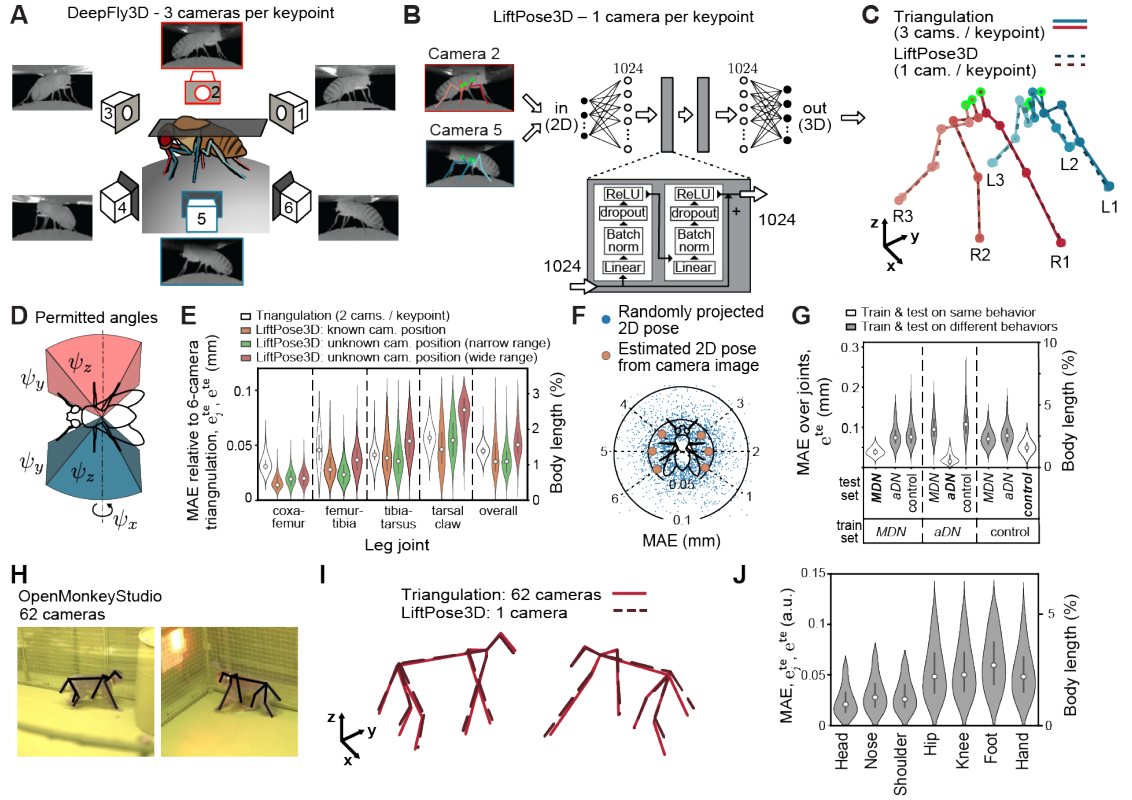 A
DeepFly3D - 3 cameras per keypoint
2
3
1
4
5
6
B
LiftPose3D – 1 camera per keypoint
Camera 2
Camera 5
in
(2D)
1024
1024
out
(3D)
ReLU
ReLU
dropout
dropout
Batch
norm
Batch
norm
Linear
Linear
+
1024
1024
C
Triangulation
(3 cams. / keypoint)
LiftPose3D
(1 cam. / keypoint)
L3
L2
L1
R3
R2
R1
z
y
x
D
Permitted angles
ψz
ψy
ψy
ψz
ψx
E
Triangulation (2 cams. / keypoint)
LiftPose3D: known cam. position
LiftPose3D: unknown cam. position (narrow range)
LiftPose3D: unknown cam. position (wide range)
MAE relative to 6-camera
triangnulation, e_j^te, e^te (mm)
0.1
0.05
0
3
2
1
0
Body length (%)
coxa-
femur
femur-
tibia
tibia-
tarsus
tarsal
claw
overall
Leg joint
F
Randomly projected
2D pose
Estimated 2D pose
from camera image
4
3
5
2
6
1
0.05
0.1
MAE (mm)
G
Train & test on same behavior
Train & test on different behaviors
MAE over joints,
e^te (mm)
0.3
0.2
0.1
0
10
5
0
Body length (%)
test
set
MDN
aDN
control
MDN
aDN
control
MDN
aDN
control
train
set
MDN
aDN
control
H
OpenMonkeyStudio
62 cameras
I
Triangulation: 62 cameras
LiftPose3D: 1 camera
z
y
x
J
MAE, e_j^te, e^te (a.u.)
0.15
0.1
0.05
0
5
0
Body length (%)
Head
Nose
Shoulder
Hip
Knee
Foot
Hand